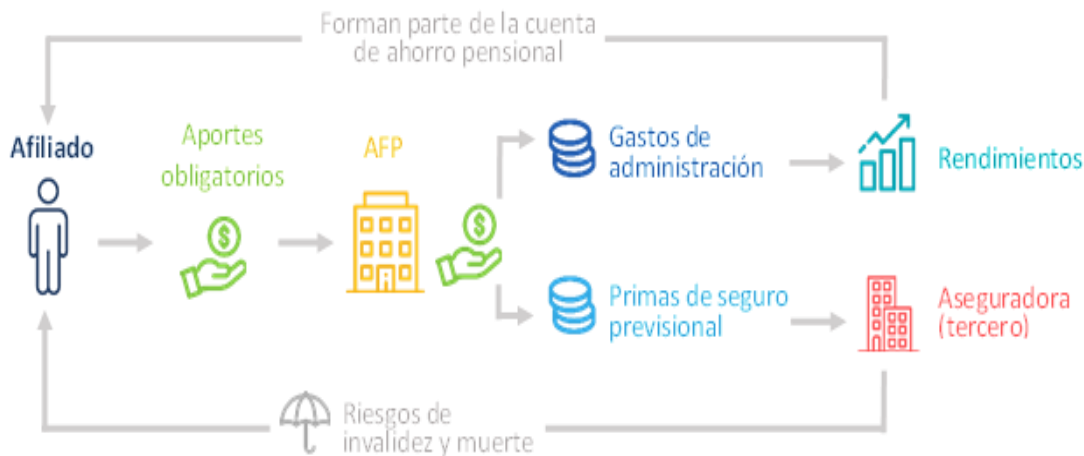 Forman parte de la cuenta
de ahorro pensional
Afiliado
Aportes
obligatorios
$
AFP
$
Gastos de
administración
Rendimientos
Primas de seguro
previsional
Aseguradora
(tercero)
Riesgos de
invalidez y muerte